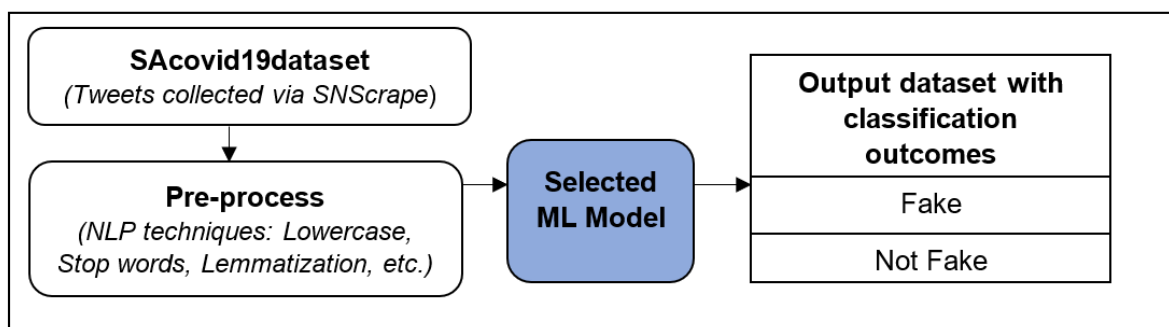 SAcovid19dataset
(Tweets collected via SNScrape)
Pre-process
(NLP techniques: Lowercase,
Stop words, Lemmatization, etc.)
Selected
ML Model
Output dataset with
classification
outcomes
Fake
Not Fake